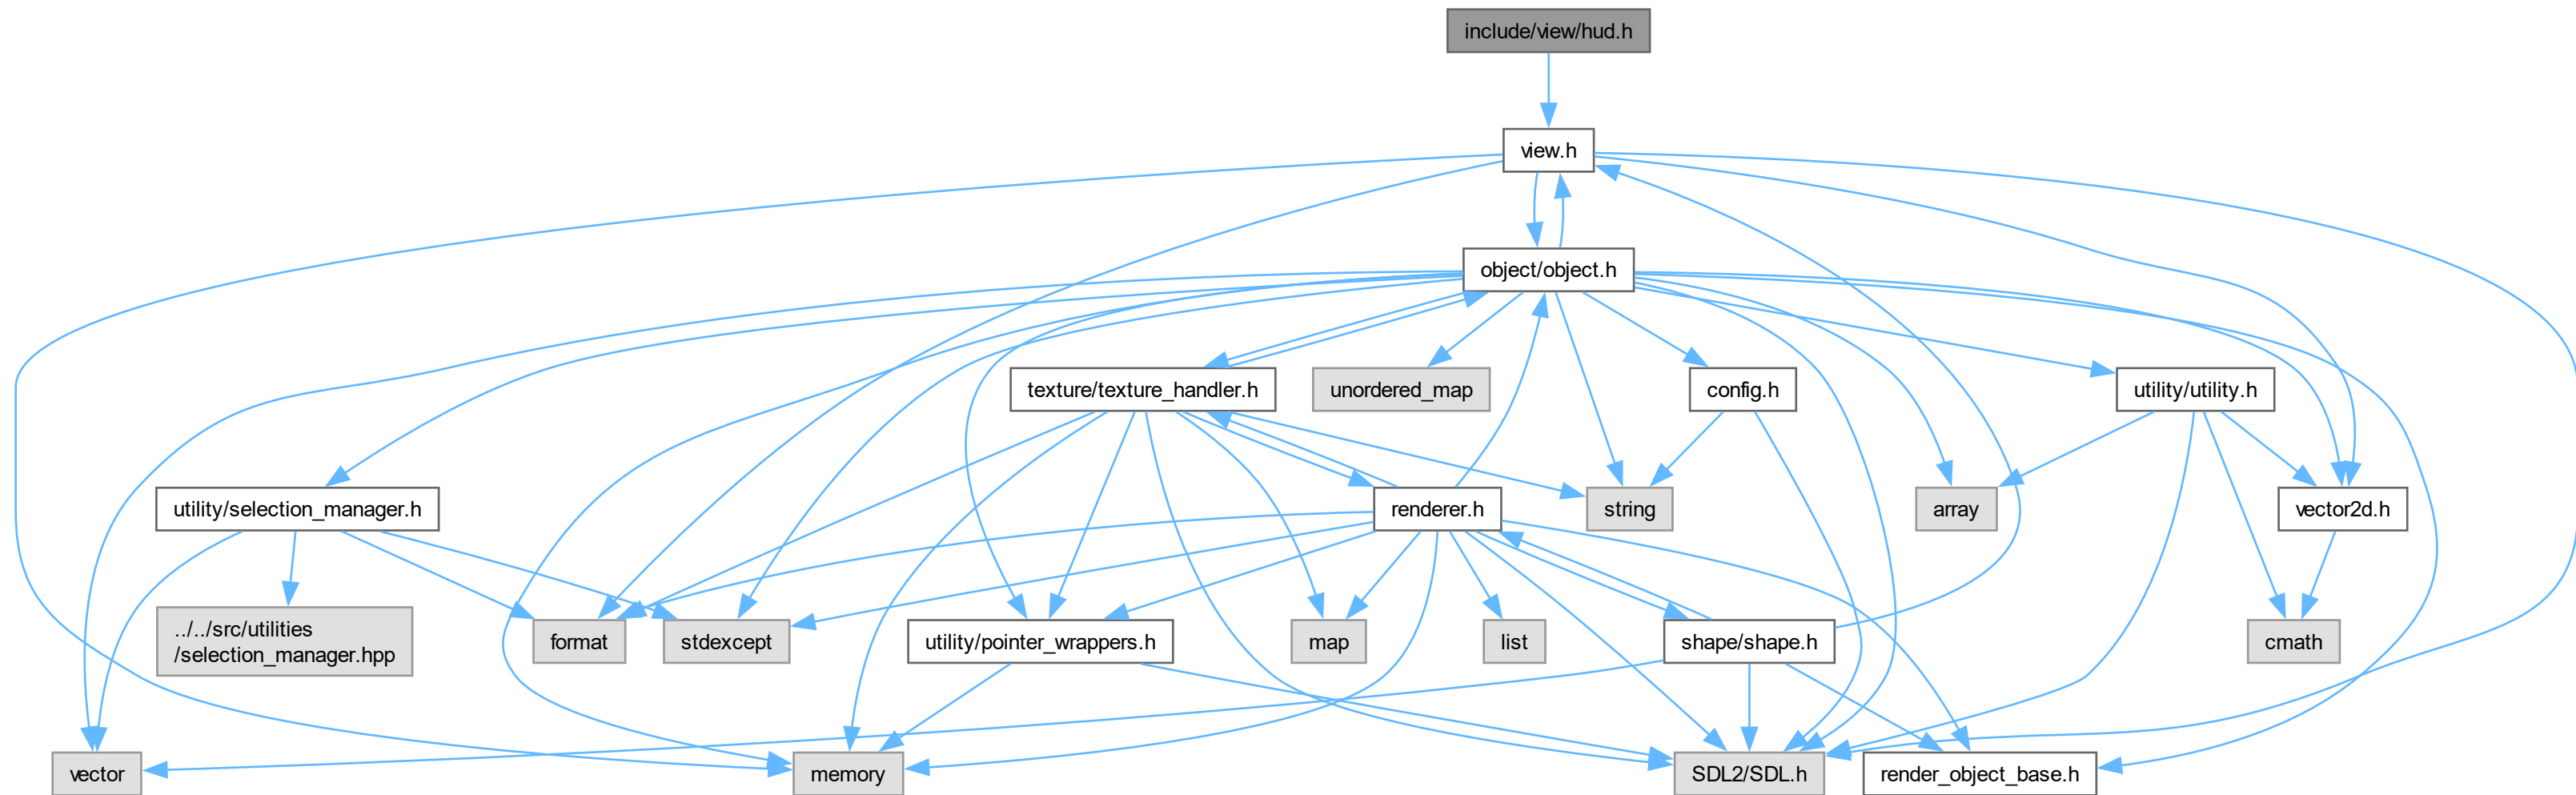 include/view/hud.h
view.h
object/object.h
texture/texture_handler.h
unordered_map
config.h
utility/utility.h
utility/selection_manager.h
renderer.h
string
array
vector2d.h
../../src/utilities
/selection_manager.hpp
format
stdexcept
utility/pointer_wrappers.h
map
list
shape/shape.h
cmath
vector
memory
SDL2/SDL.h
render_object_base.h